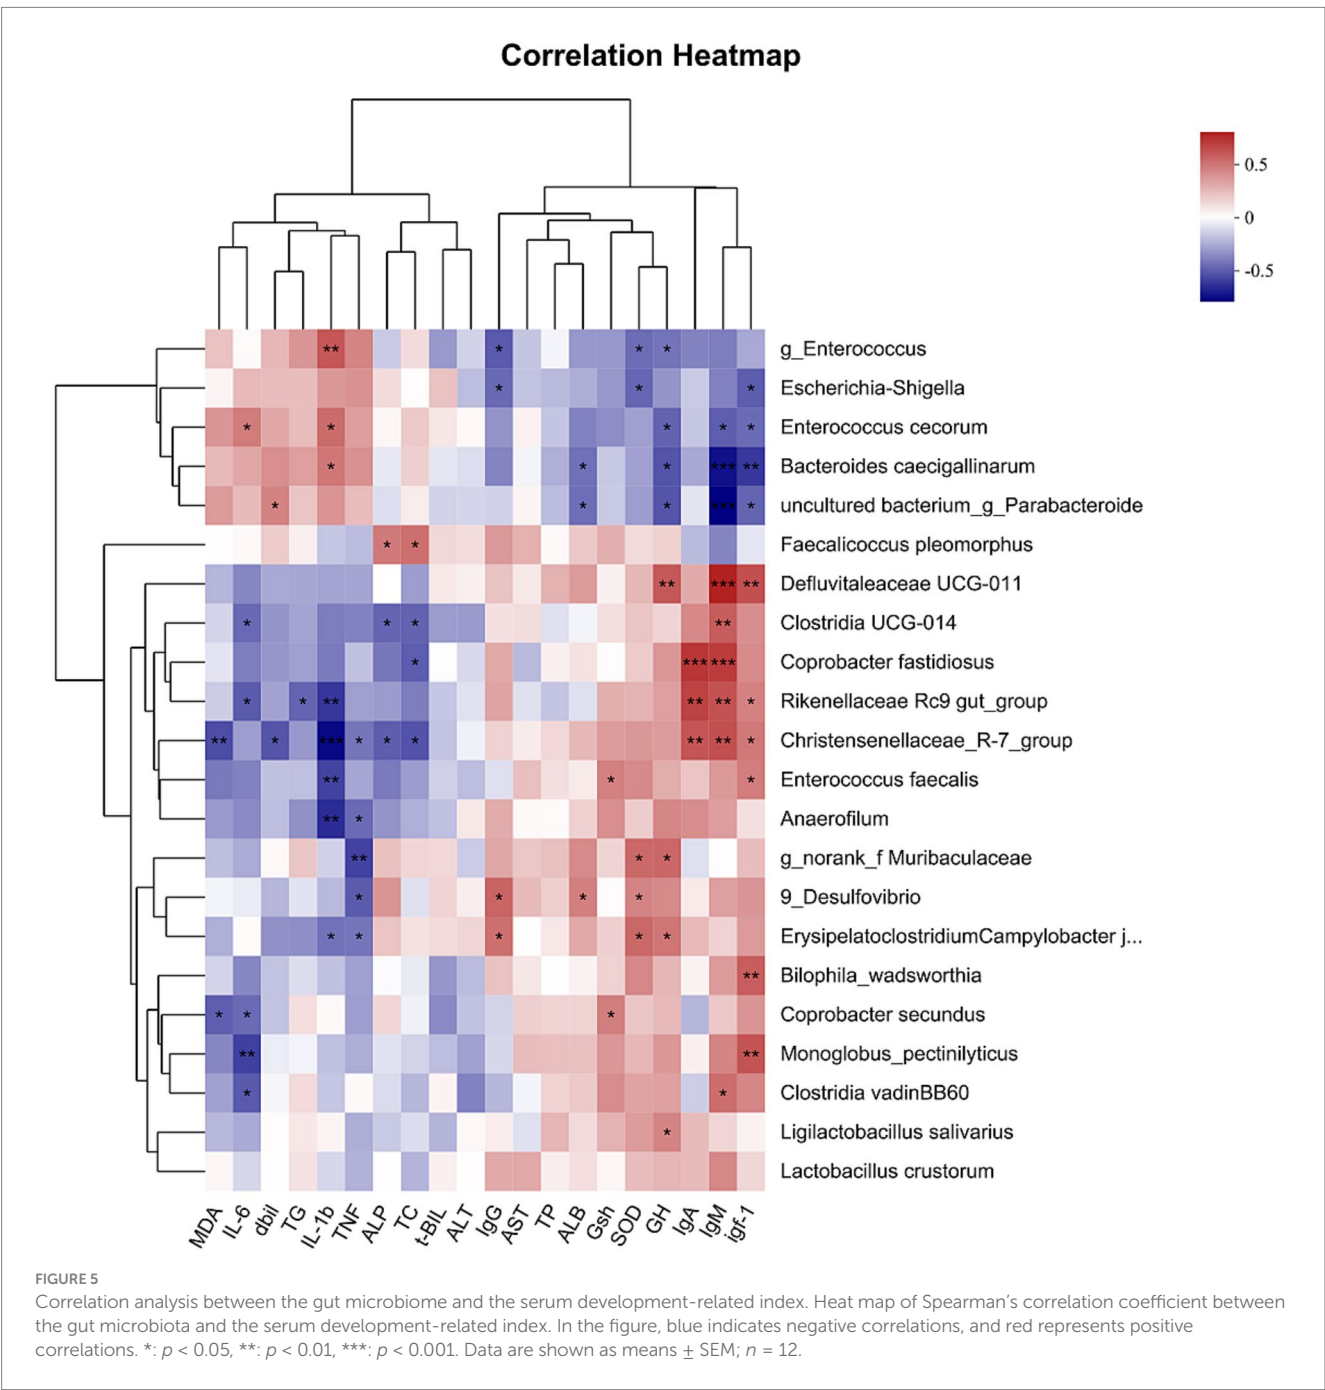 Correlation Heatmap
0.5
0
-0.5
** * * * g_Enterococcus
* * * Escherichia-Shigella
* * * * * Enterococcus cecorum
* * * *** ** Bacteroides caecigallinarum
* * * *** * uncultured bacterium_g_Parabacteroide
* * Faecalicoccus pleomorphus
** *** ** Defluvitaleaceae UCG-011
* * * ** Clostridia UCG-014
* *** *** Coprobacter fastidiosus
* * ** ** ** * Rikenellaceae Rc9 gut_group
** * *** * * * ** ** * Christensenellaceae_R-7_group
** * * Enterococcus faecalis
** * Anaerofilum
** * * g_norank_f Muribaculaceae
* * * * 9_Desulfovibrio
* * * * * ErysipelatoclostridiumCampylobacter j...
** Bilophila_wadsworthia
* * * Coprobacter secundus
** ** Monoglobus_pectinilyticus
* * Clostridia vadinBB60
* Ligilactobacillus salivarius
Lactobacillus crustorum
MDA IL-6 dbil TG IL-1b TNF ALP TC t-BIL ALT IgG AST TP ALB Gsh SOD GH IgA IgM igf-1
FIGURE 5
Correlation analysis between the gut microbiome and the serum development-related index. Heat map of Spearman's correlation coefficient between
the gut microbiota and the serum development-related index. In the figure, blue indicates negative correlations, and red represents positive
correlations. *: p < 0.05, **: p < 0.01, ***: p < 0.001. Data are shown as means ± SEM; n = 12.